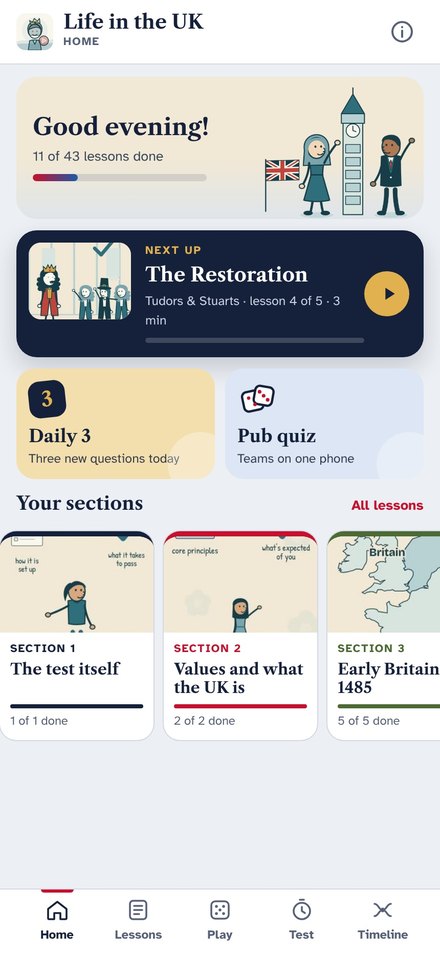 Life in the UK
HOME
Good evening!
11 of 43 lessons done
NEXT UP
The Restoration
Tudors & Stuarts · lesson 4 of 5 · 3
min
3
Daily 3
Three new questions today
Pub quiz
Teams on one phone
Your sections
All lessons
how it is
set up
what it takes
to pass
SECTION 1
The test itself
1 of 1 done
core principles
what's expected
of you
SECTION 2
Values and what
the UK is
2 of 2 done
Britain
SECTION 3
Early Britain
1485
5 of 5 done
Home
Lessons
Play
Test
Timeline